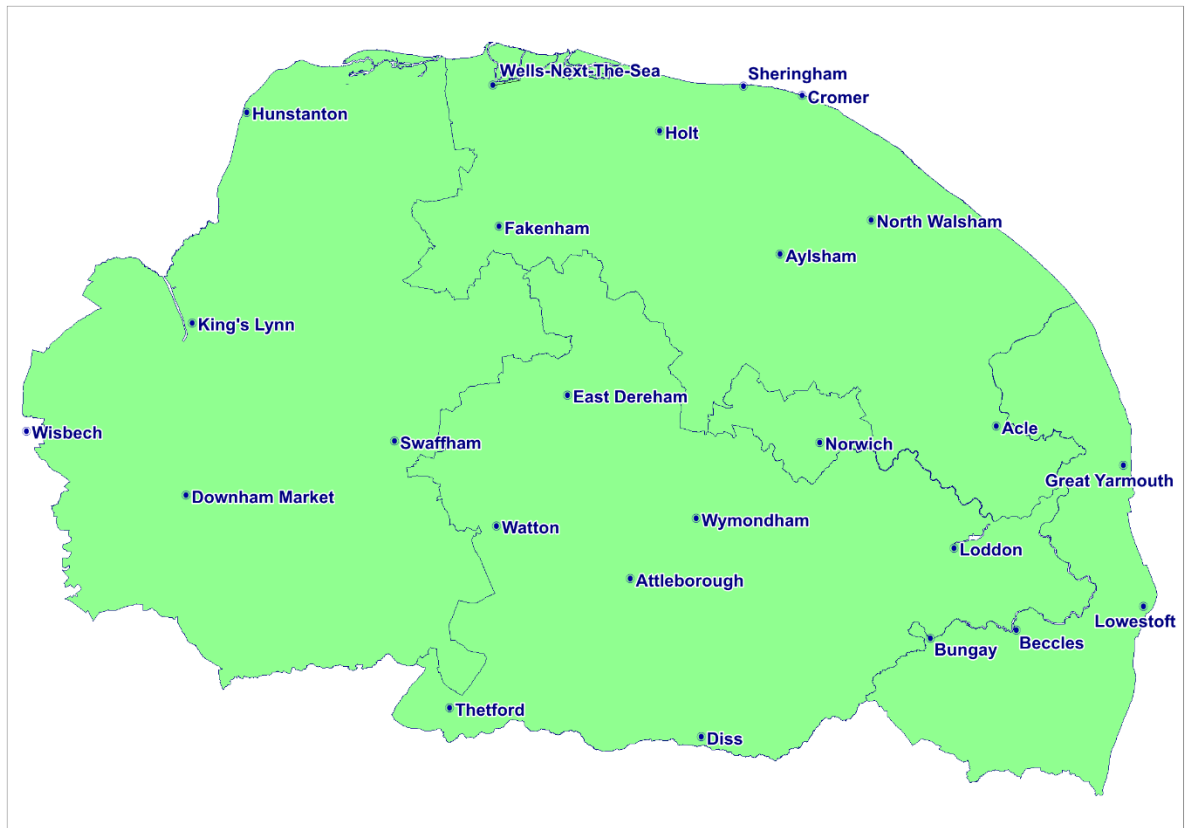 Wells-Next-The-Sea
Sheringham
Cromer
Hunstanton
Holt
North Walsham
Fakenham
Aylsham
King's Lynn
East Dereham
Acle
Wisbech
Swaffham
Norwich
Great Yarmouth
Downham Market
Wymondham
Watton
Loddon
Attleborough
Lowestoft
Beccles
Bungay
Thetford
Diss